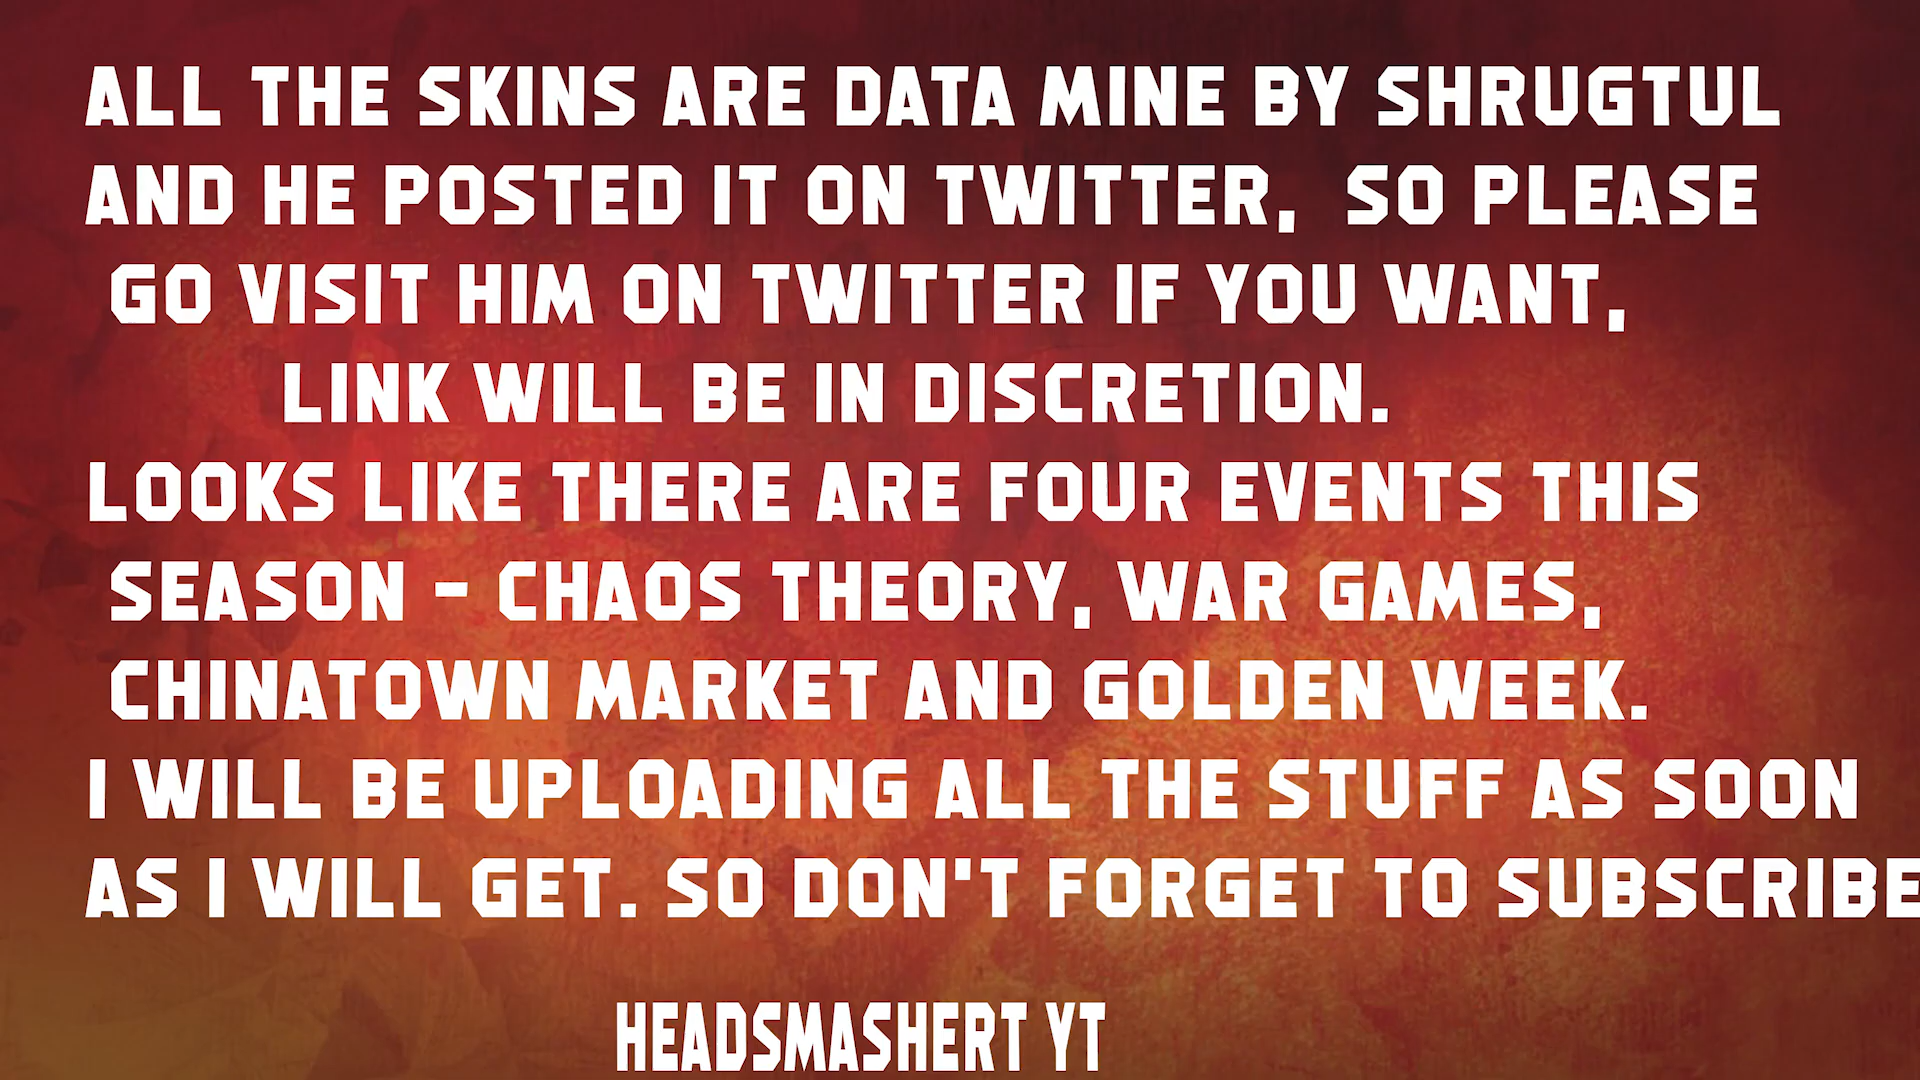 ALL THE SKINS ARE DATA MINE BY SHRUGTUL
AND HE POSTED IT ON TWITTER, SO PLEASE
GO VISIT HIM ON TWITTER IF YOU WANT,
LINK WILL BE IN DISCRETION.
LOOKS LIKE THERE ARE FOUR EVENTS THIS
SEASON - CHAOS THEORY, WAR GAMES,
CHINATOWN MARKET AND GOLDEN WEEK.
I WILL BE UPLOADING ALL THE STUFF AS SOON
AS I WILL GET. SO DON'T FORGET TO SUBSCRIBE
HEADSMASHERT YT